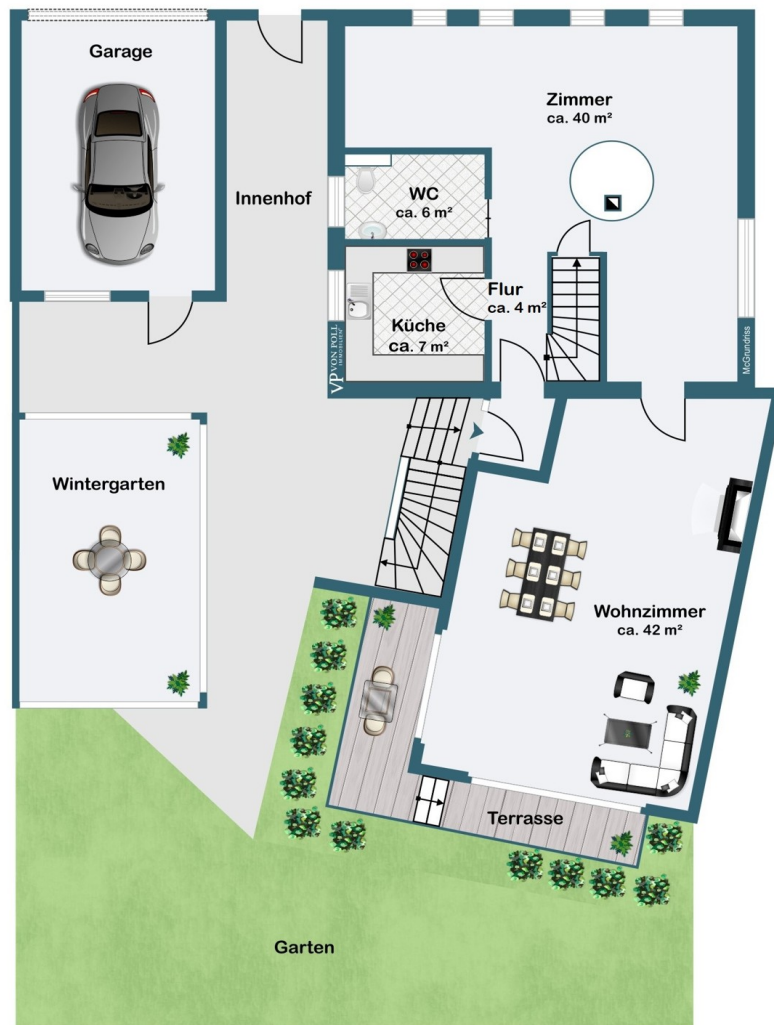 Garage
Zimmer
ca. 40 m²
Innenhof
WC
ca. 6 m²
Flur
ca. 4 m²
Küche
ca. 7 m²
VP VON POLL
IMMOBILIEN
McGrundriss
Wintergarten
Wohnzimmer
ca. 42 m²
Terrasse
Garten